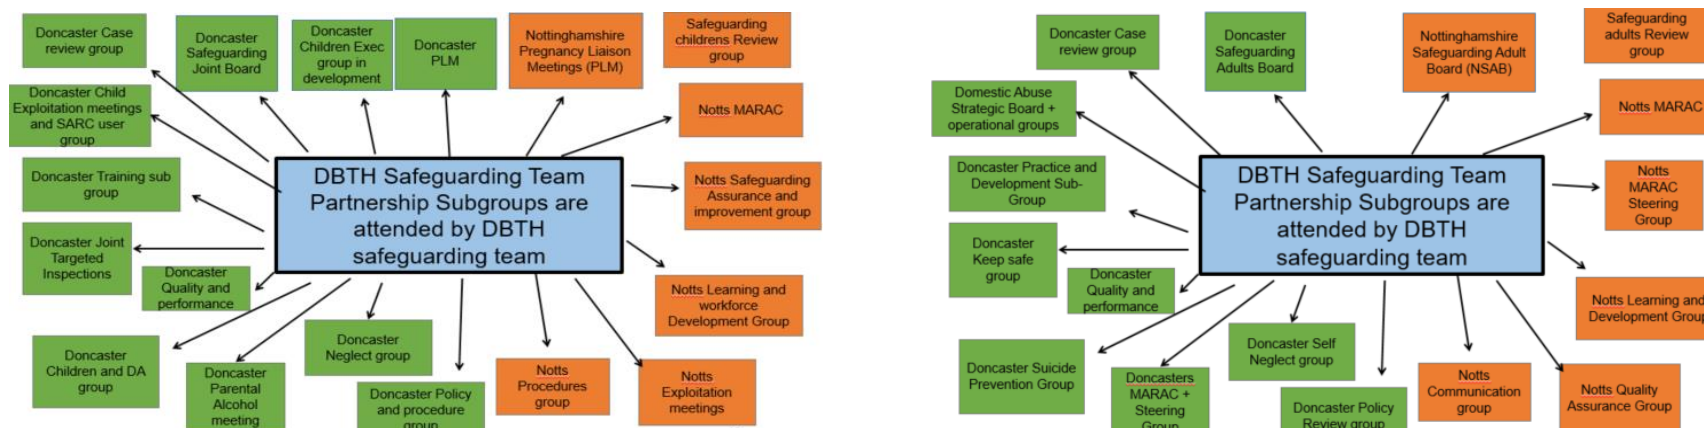 Doncaster Case
review group
Doncaster
Safeguarding
Joint Board
Doncaster
Children Exec
group in
development
Doncaster
PLM
Nottinghamshire
Pregnancy Liaison
Meetings (PLM)
Safeguarding
childrens Review
group
Doncaster Child
Exploitation meetings
and SARC user
group
Notts MARAC
Doncaster Training sub
group
DBTH Safeguarding Team
Partnership Subgroups are
attended by DBTH
safeguarding team
Notts Safeguarding
Assurance and
improvement group
Doncaster Joint
Targeted
Inspections
Doncaster
Quality and
performance
Notts Learning and
workforce
Development Group
Doncaster
Children and DA
group
Doncaster
Parental
Alcohol
meeting
Doncaster
Neglect group
Doncaster Policy
and procedure
group
Notts
Procedures
group
Notts
Exploitation
meetings
Doncaster Case
review group
Doncaster
Safeguarding
Adults Board
Nottinghamshire
Safeguarding Adult
Board (NSAB)
Safeguarding
adults Review
group
Domestic Abuse
Strategic Board +
operational groups
Notts MARAC
Doncaster Practice and
Development Sub-
Group
DBTH Safeguarding Team
Partnership Subgroups are
attended by DBTH
safeguarding team
Notts
MARAC
Steering
Group
Doncaster
Keep safe
group
Doncaster
Quality and
performance
Notts Learning and
Development Group
Doncaster Suicide
Prevention Group
Doncasters
MARAC +
Steering
Group
Doncaster Self
Neglect group
Doncaster Policy
Review group
Notts
Communication
group
Notts Quality
Assurance Group